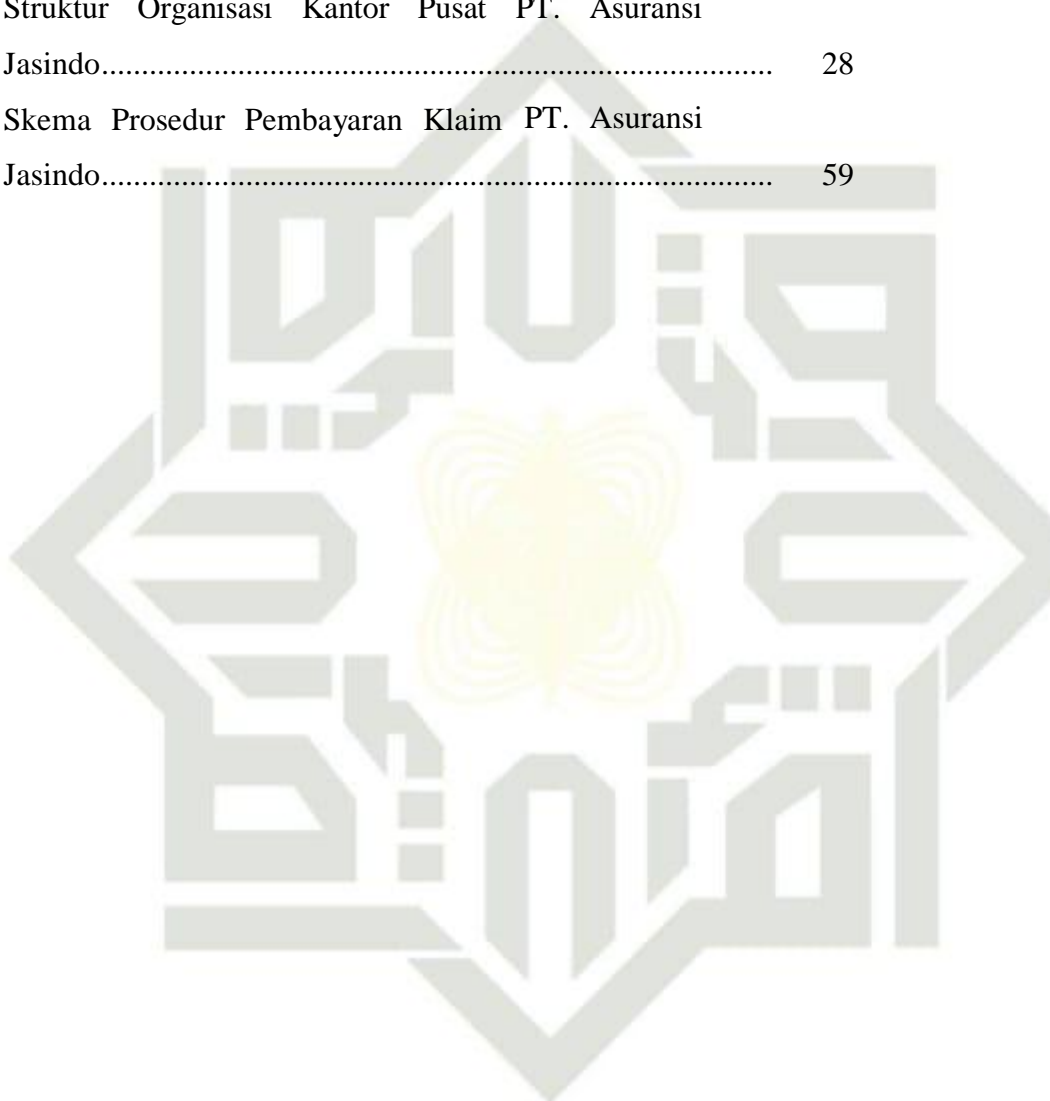 Struktur Organisasi Kantor Pusat PT. Asuransi
Jasindo................................................................................... 28
Skema Prosedur Pembayaran Klaim PT. Asuransi
Jasindo................................................................................... 59